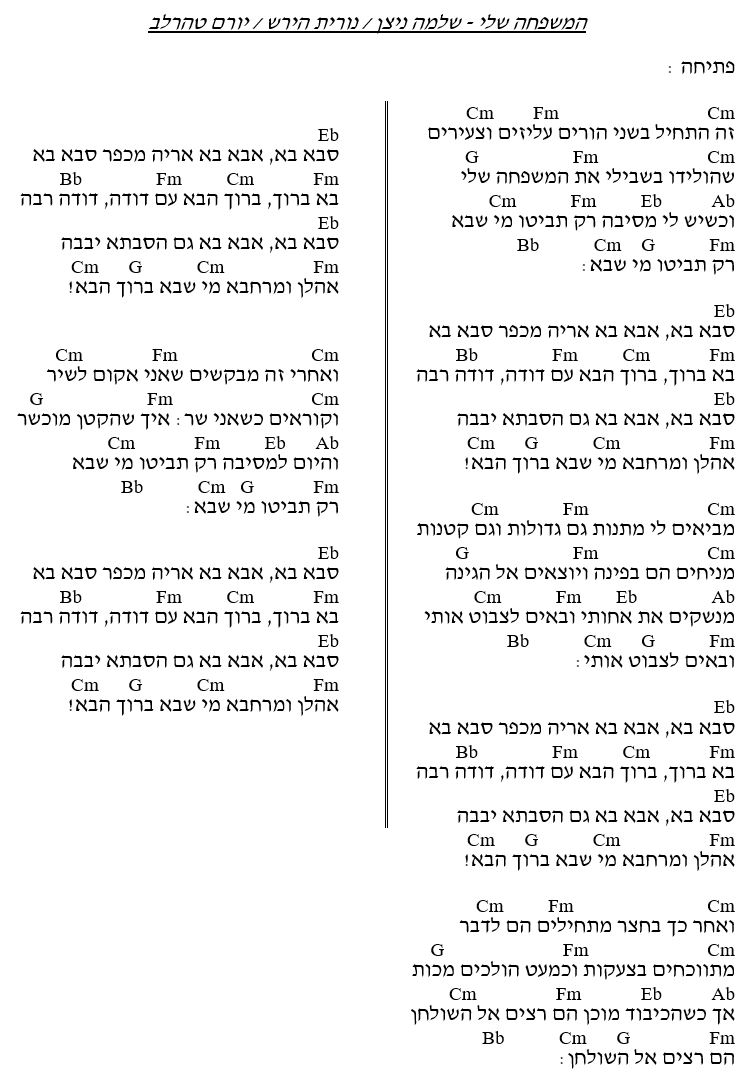 המשפחה שלי - שלמה ניצן / נורית הירש / יורם טהרלב
פתיחה :
Cm Fm Cm
זה התחיל בשני הורים עליזים וצעירים
Cm Fm G
שהולידו בשבילי את המשפחה שלי
Ab Eb Fm Cm
וכשיש לי מסיבה רק תביטו מי שבא
Fm G Cm Bb
רק תביטו מי שבא :
Eb
סבא בא, אבא בא אריה מכפר סבא בא
Fm Cm Fm Bb
בא ברוך, ברוך הבא עם דודה, דודה רבה
Eb
סבא בא, אבא בא גם הסבתא יבבה
Fm Cm G Cm
אהלן ומרחבא מי שבא ברוך הבא!
Cm Fm Cm
מביאים לי מתנות גם גדולות וגם קטנות
Cm Fm G
מניחים הם בפינה ויוצאים אל הגינה
Ab Eb Fm Cm
מנשקים את אחותי ובאים לצבוט אותי
Fm G Cm Bb
ובאים לצבוט אותי :
Eb
סבא בא, אבא בא אריה מכפר סבא בא
Fm Cm Fm Bb
בא ברוך, ברוך הבא עם דודה, דודה רבה
Eb
סבא בא, אבא בא גם הסבתא יבבה
Fm Cm G Cm
אהלן ומרחבא מי שבא ברוך הבא!
Cm Fm Cm
ואחר כך בחצר מתחילים הם לדבר
Cm Fm G
מתווכחים בצעקות וכמעט הולכים מכות
Ab Eb Fm Cm
אך כשהכיבוד מוכן הם רצים אל השולחן
Fm G Cm Bb
הם רצים אל השולחן :
Eb
סבא בא, אבא בא אריה מכפר סבא בא
Fm Cm Fm Bb
בא ברוך, ברוך הבא עם דודה, דודה רבה
Eb
סבא בא, אבא בא גם הסבתא יבבה
Fm Cm G Cm
אהלן ומרחבא מי שבא ברוך הבא!
Cm Fm Cm
ואחרי זה מבקשים שאני אקום לשיר
Cm Fm G
וקוראים כשאני שר : איך שהקטן מוכשר
Ab Eb Fm Cm
והיום למסיבה רק תביטו מי שבא
Fm G Cm Bb
רק תביטו מי שבא :
Eb
סבא בא, אבא בא אריה מכפר סבא בא
Fm Cm Fm Bb
בא ברוך, ברוך הבא עם דודה, דודה רבה
Eb
סבא בא, אבא בא גם הסבתא יבבה
Fm Cm G Cm
אהלן ומרחבא מי שבא ברוך הבא!